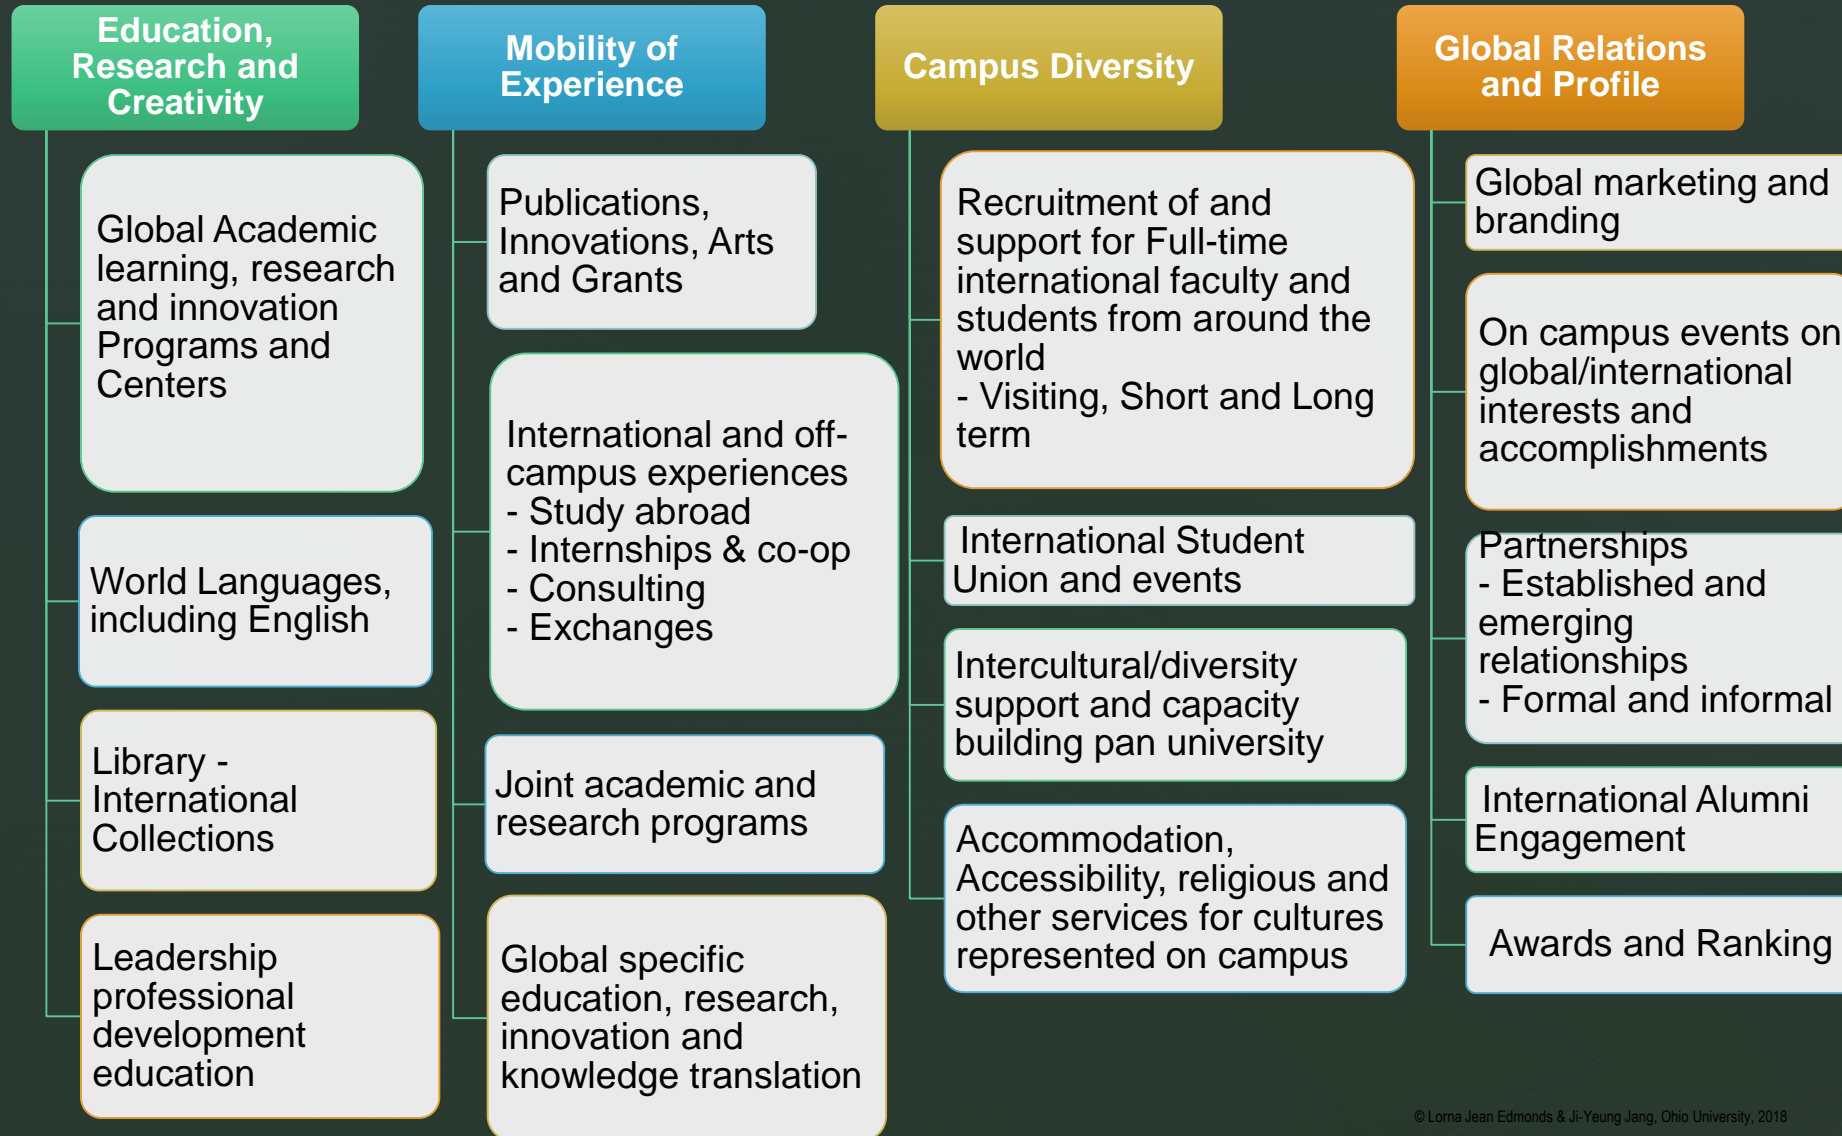 Education,
Research and
Creativity
Global Academic
learning, research
and innovation
Programs and
Centers
World Languages,
including English
Library -
International
Collections
Leadership
professional
development
education
Mobility of
Experience
Publications,
Innovations, Arts
and Grants
International and off-
campus experiences
- Study abroad
- Internships & co-op
- Consulting
- Exchanges
Joint academic and
research programs
Global specific
education, research,
innovation and
knowledge translation
Campus Diversity
Recruitment of and
support for Full-time
international faculty and
students from around the
world
- Visiting, Short and Long
term
International Student
Union and events
Intercultural/diversity
support and capacity
building pan university
Accommodation,
Accessibility, religious and
other services for cultures
represented on campus
Global Relations
and Profile
Global marketing and
branding
On campus events on
global/international
interests and
accomplishments
Partnerships
- Established and
emerging
relationships
- Formal and informal
International Alumni
Engagement
Awards and Ranking
© Lorna Jean Edmonds & Ji-Yeung Jang, Ohio University, 2018